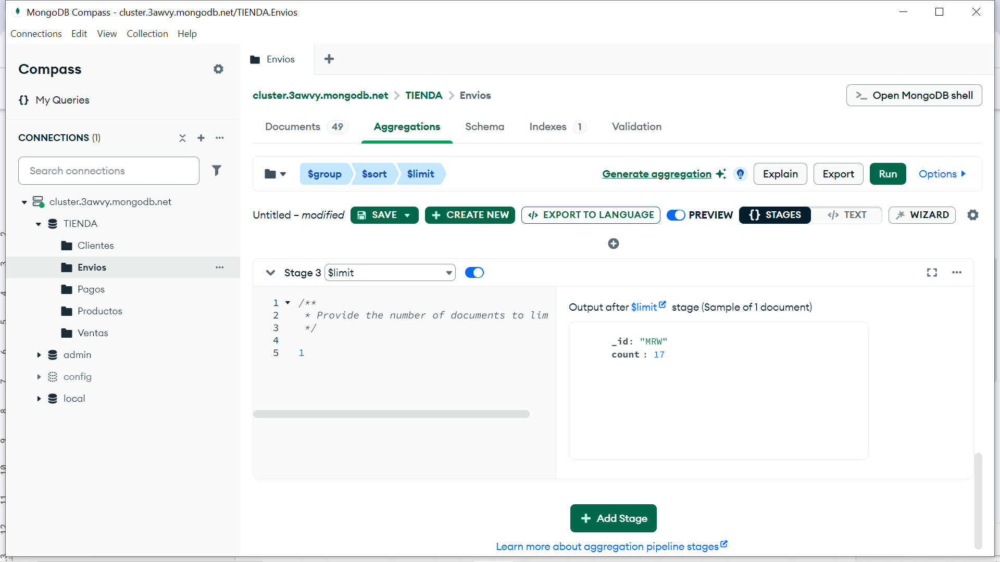 MongoDB Compass - cluster.3awvy.mongodb.net/TIENDA.Envios
Connections Edit View Collection Help
Compass
{} My Queries
CONNECTIONS (1)
Search connections
cluster.3awvy.mongodb.net
TIENDA
Clientes
Envios
Pagos
Productos
Ventas
admin
config
local
Envios
cluster.3awvy.mongodb.net > TIENDA > Envios
>_ Open MongoDB shell
Documents 49 Aggregations Schema Indexes 1 Validation
$group $sort $limit
Generate aggregation Explain Export Run Options
Untitled – modified SAVE + CREATE NEW </> EXPORT TO LANGUAGE PREVIEW {} STAGES </> TEXT WIZARD
Stage 3 $limit
1 /**
2 * Provide the number of documents to lim
3 */
4
5 1
Output after $limit stage (Sample of 1 document)
_id: "MRW"
count : 17
+ Add Stage
Learn more about aggregation pipeline stages